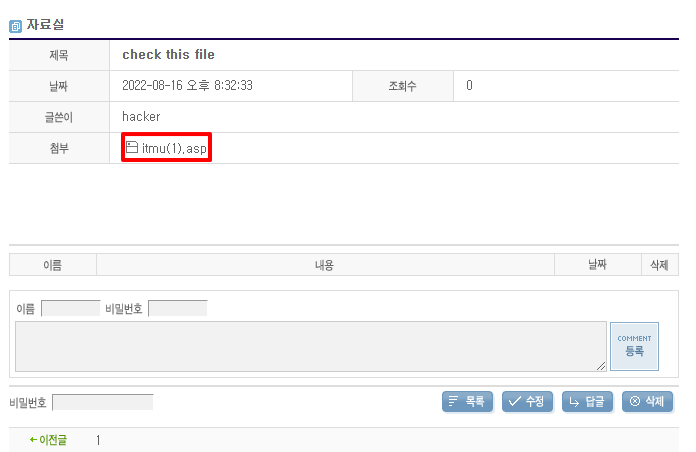 자료실
제목 check this file
날짜 2022-08-16 오후 8:32:33 조회수 0
글쓴이 hacker
첨부 itmu(1).asp
이름 내용 날짜 삭제
이름 비밀번호
COMMENT
등록
비밀번호 목록 수정 답글 삭제
이전글 1